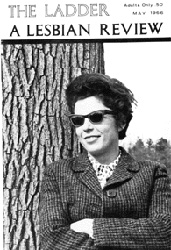 THE LADDER
Adults Only 50
MAY 1966
A LESBIAN REVIEW